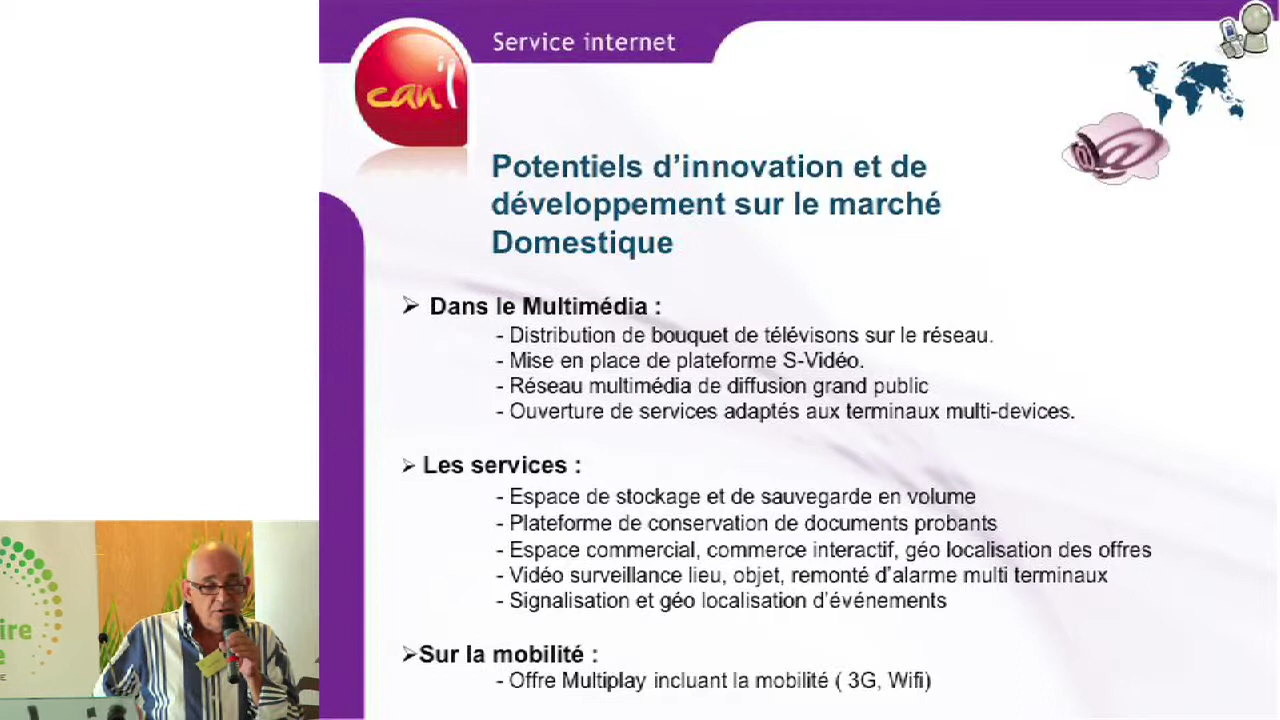 Service internet
can'l
Potentiels d’innovation et de
développement sur le marché
Domestique
➢ Dans le Multimédia :
- Distribution de bouquet de télévisons sur le réseau.
- Mise en place de plateforme S-Vidéo.
- Réseau multimédia de diffusion grand public
- Ouverture de services adaptés aux terminaux multi-devices.
➢ Les services :
- Espace de stockage et de sauvegarde en volume
- Plateforme de conservation de documents probants
- Espace commercial, commerce interactif, géo localisation des offres
- Vidéo surveillance lieu, objet, remonté d’alarme multi terminaux
- Signalisation et géo localisation d’événements
➢Sur la mobilité :
- Offre Multiplay incluant la mobilité ( 3G, Wifi)